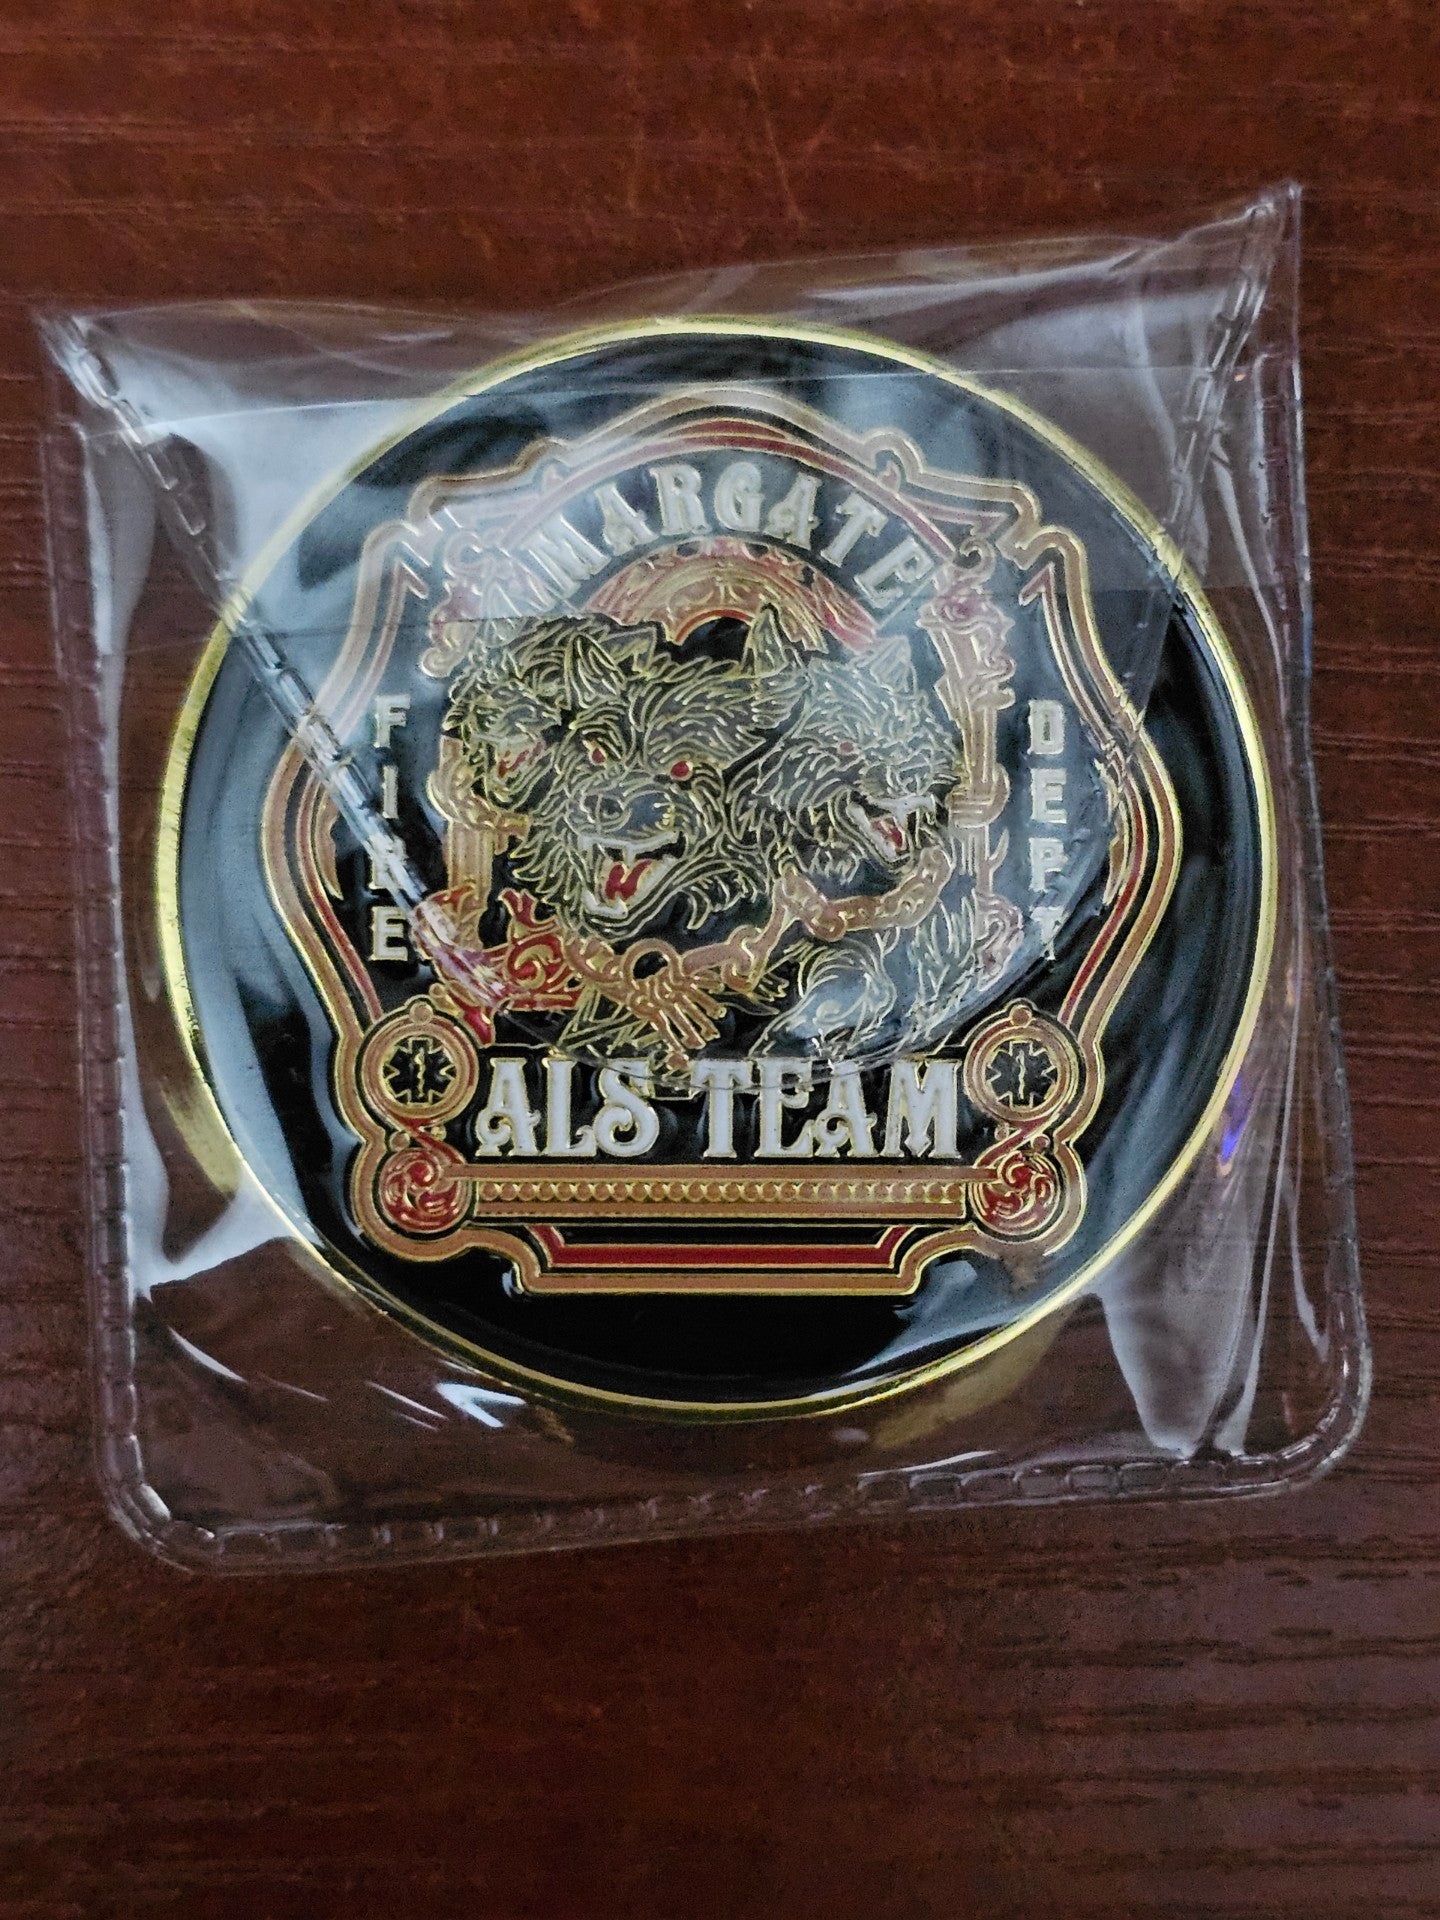 MARGATE
FIRE
DEPT
ALS TEAM